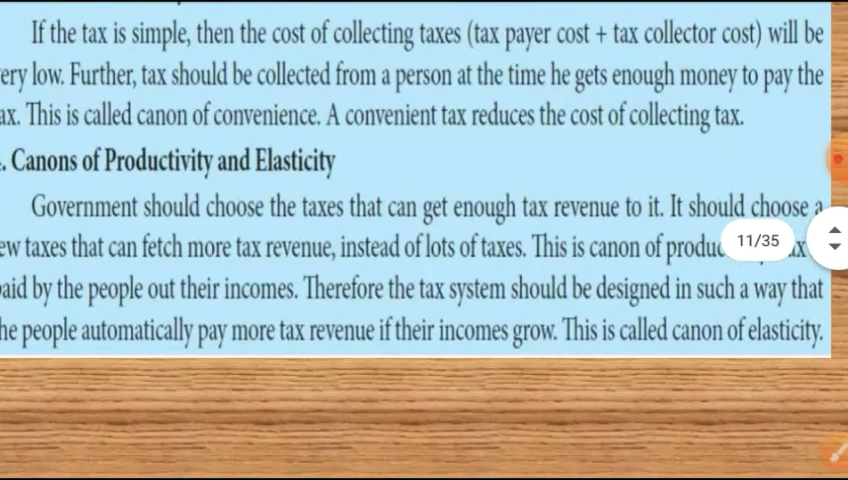 If the tax is simple, then the cost of collecting taxes (tax payer cost + tax collector cost) will be
ery low. Further, tax should be collected from a person at the time he gets enough money to pay the
ax. This is called canon of convenience. A convenient tax reduces the cost of collecting tax.
. Canons of Productivity and Elasticity
Government should choose the taxes that can get enough tax revenue to it. It should choose a
ew taxes that can fetch more tax revenue, instead of lots of taxes. This is canon of produc
11/35
aid by the people out their incomes. Therefore the tax system should be designed in such a way that
he people automatically pay more tax revenue if their incomes grow. This is called canon of elasticity.